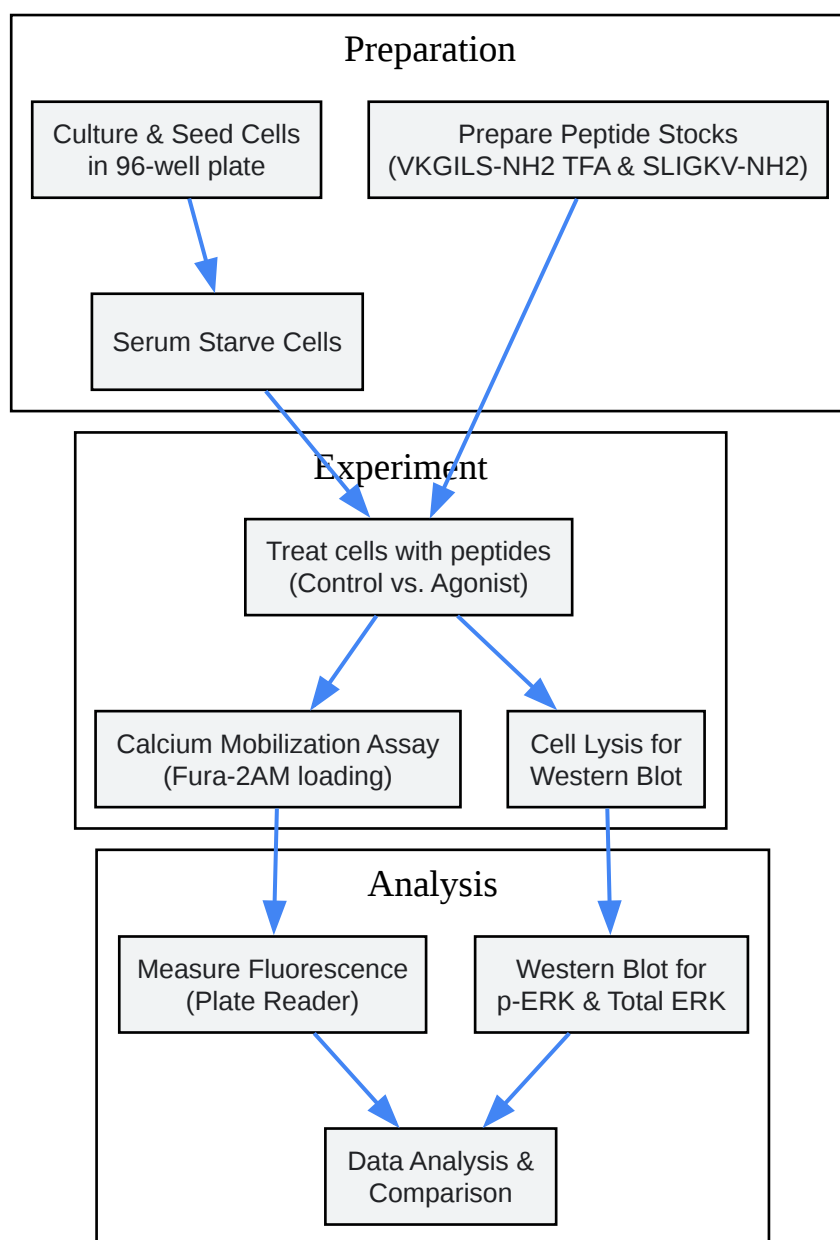 Preparation
Culture & Seed Cells
in 96-well plate
Prepare Peptide Stocks
(VKGILS-NH2 TFA & SLIGKV-NH2)
Serum Starve Cells
Experiment
Treat cells with peptides
(Control vs. Agonist)
Calcium Mobilization Assay
(Fura-2AM loading)
Cell Lysis for
Western Blot
Analysis
Measure Fluorescence
(Plate Reader)
Western Blot for
p-ERK & Total ERK
Data Analysis &
Comparison